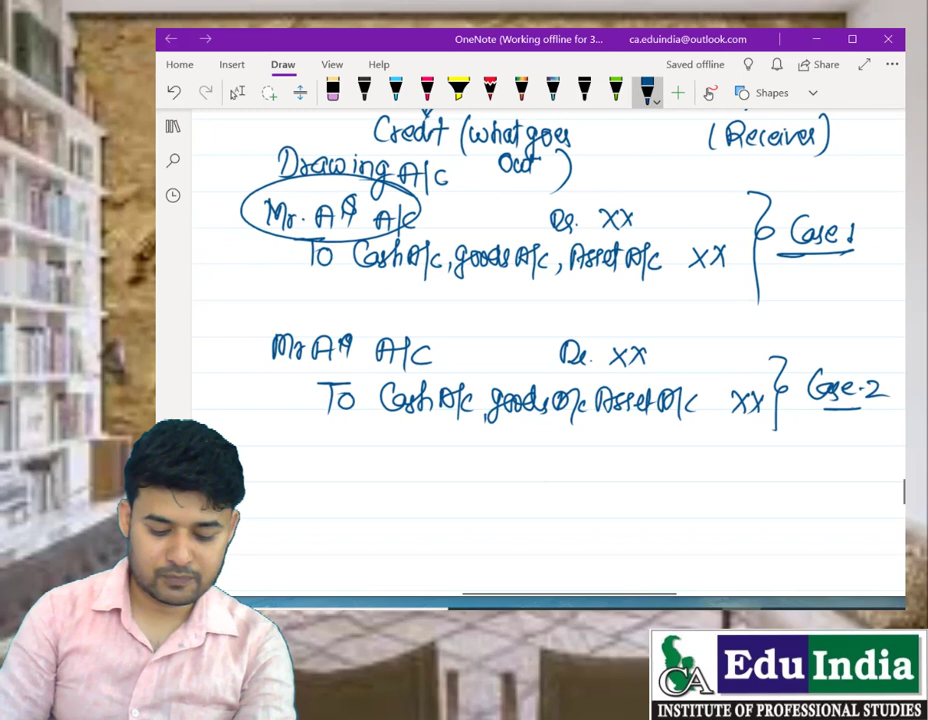 OneNote (Working offline for 3...
ca.eduindia@outlook.com
Home Insert Draw View Help
Saved offline
Share
Shapes
Credit (what goes out)
(Receiver)
Drawing A/c
Mr. A's A/c Dr. XX
To Cash A/c, goods A/c, Asset A/c XX
Case 1
Mr A's A/c Dr. XX
To Cash A/c, goods A/c Asset A/c XX
Case-2
CA
Edu India
INSTITUTE OF PROFESSIONAL STUDIES